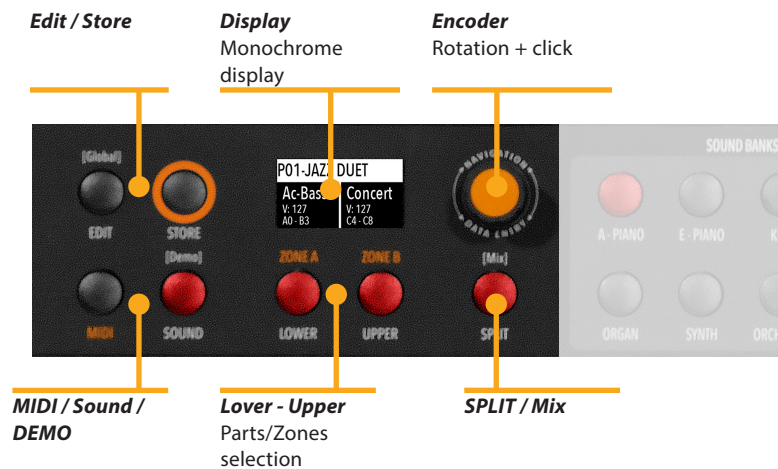 Edit / Store
Display
Monochrome
display
Encoder
Rotation + click
[Global]
EDIT
STORE
P01-JAZZ DUET
Ac-Bass
V: 127
A0 - B3
Concert
V: 127
C4 - C8
NAVIGATION
DATA ENTRY
SOUND BANKS
A - PIANO
E - PIANO
K
ZONE A
ZONE B
[Demo]
[Mix]
MIDI
SOUND
LOWER
UPPER
SPLIT
ORGAN
SYNTH
ORCH
MIDI / Sound /
DEMO
Lover - Upper
Parts/Zones
selection
SPLIT / Mix